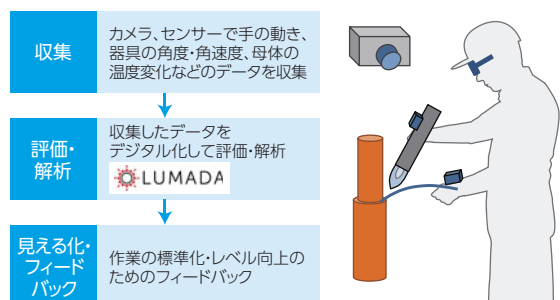 収集
カメラ、センサーで手の動き、
器具の角度・角速度、母体の
温度変化などのデータを収集
評価・
解析
収集したデータを
デジタル化して評価・解析
LUMADA
見える化・
フィード
バック
作業の標準化・レベル向上の
ためのフィードバック